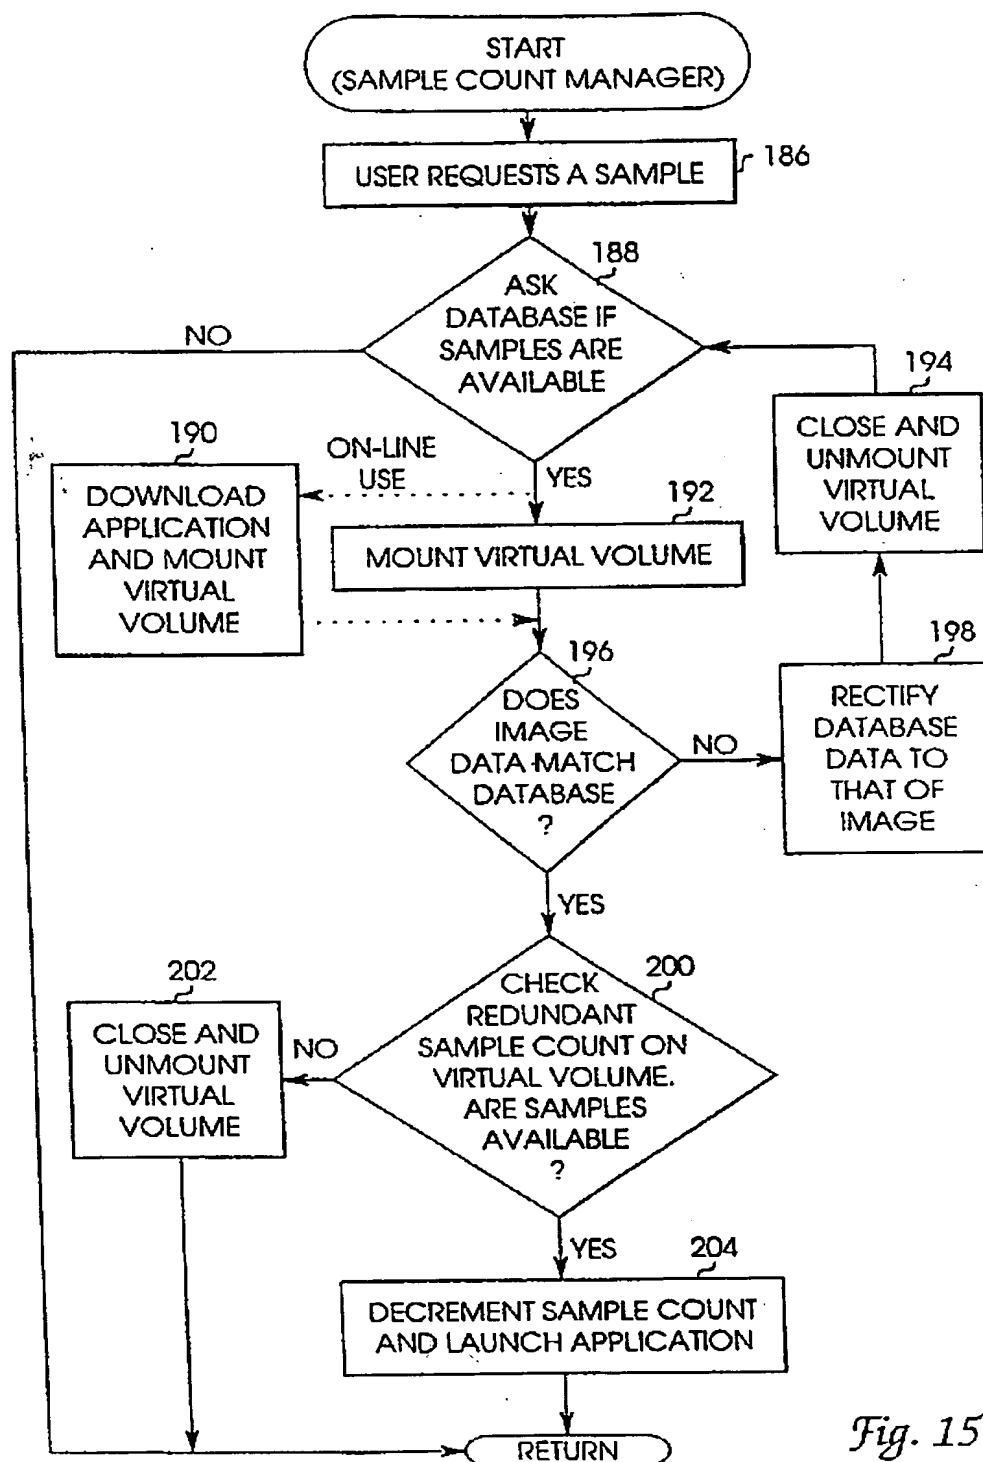 START
(SAMPLE COUNT MANAGER)
USER REQUESTS A SAMPLE
186
188
ASK
DATABASE IF
SAMPLES ARE
AVAILABLE
NO
194
CLOSE AND
UNMOUNT
VIRTUAL
VOLUME
190
DOWNLOAD
APPLICATION
AND MOUNT
VIRTUAL
VOLUME
ON-LINE
USE
YES
192
MOUNT VIRTUAL VOLUME
196
DOES
IMAGE
DATA MATCH
DATABASE
?
NO
198
RECTIFY
DATABASE
DATA TO
THAT OF
IMAGE
YES
200
CHECK
REDUNDANT
SAMPLE COUNT ON
VIRTUAL VOLUME.
ARE SAMPLES
AVAILABLE
?
NO
202
CLOSE AND
UNMOUNT
VIRTUAL
VOLUME
YES
204
DECREMENT SAMPLE COUNT
AND LAUNCH APPLICATION
RETURN
Fig. 15